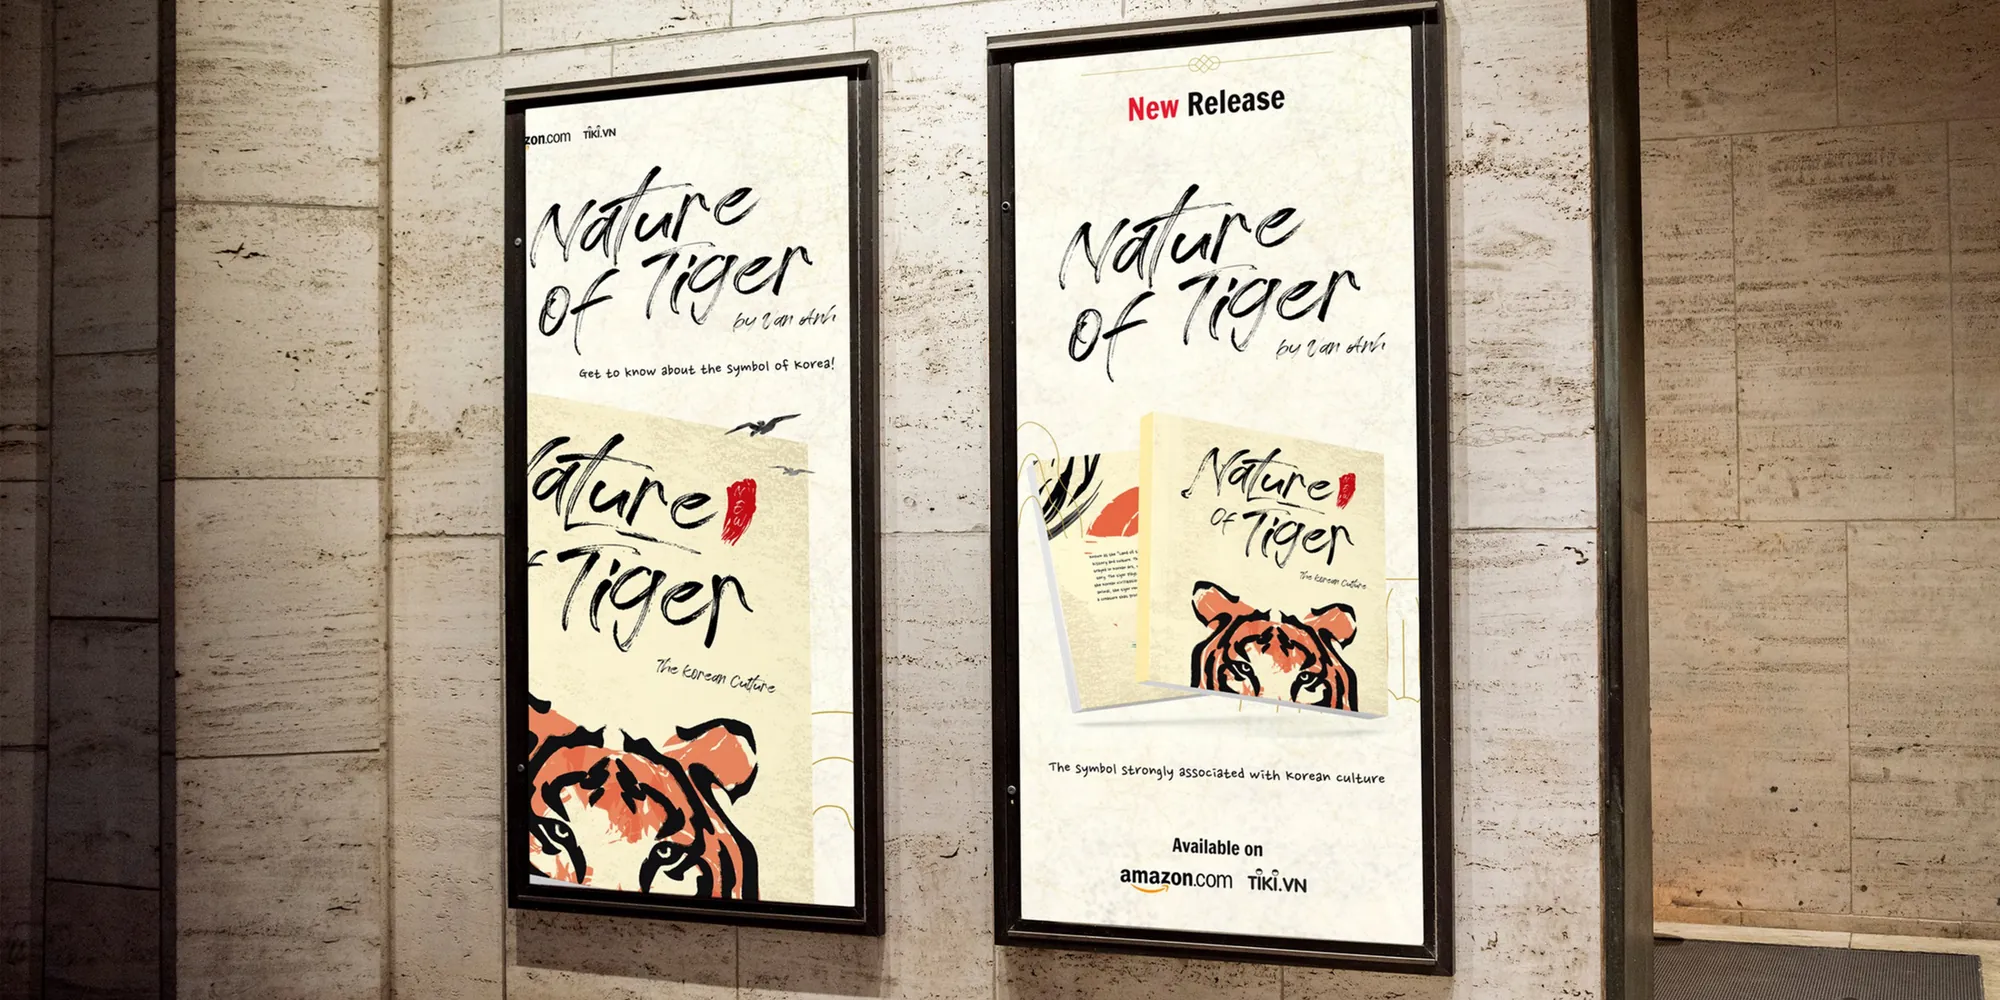 zon.com TIKI.VN
Nature
Of Tiger
by Van Anh
Get to know about the symbol of Korea!
Nature
NEW
Tiger
The Korean Culture
New Release
Nature
Of Tiger
by Van Anh
Nature
Of Tiger
The Korean Culture
The symbol strongly associated with Korean culture
Available on
amazon.com TIKI.VN